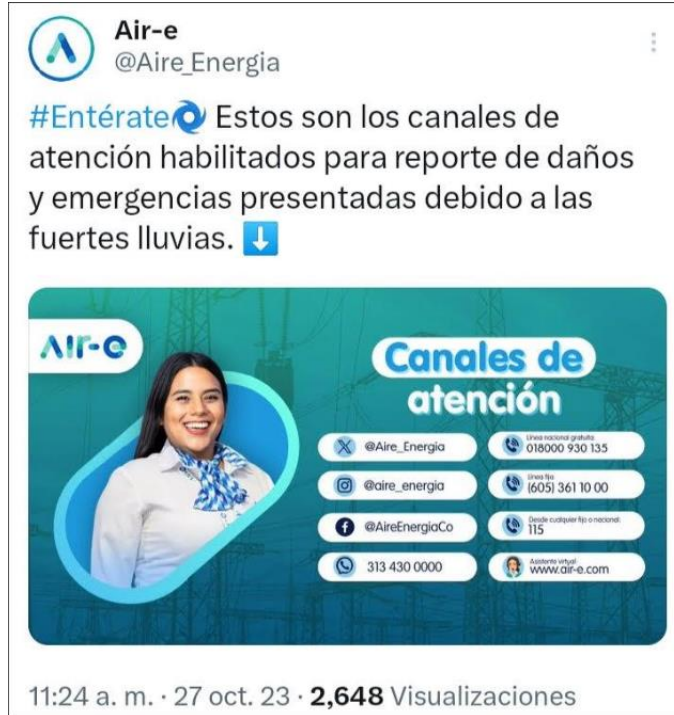 Air-e
@Aire_Energia
#Entérate Estos son los canales de
atención habilitados para reporte de daños
y emergencias presentadas debido a las
fuertes lluvias.
AIr-e
Canales de
atención
@Aire_Energia
@aire_energia
@AireEnergiaCo
313 430 0000
Línea nacional gratuita
018000 930 135
Línea fija
(605) 361 10 00
Desde cualquier fijo o nacional:
115
Asistente virtual
www.air-e.com
11:24 a. m. · 27 oct. 23 · 2,648 Visualizaciones